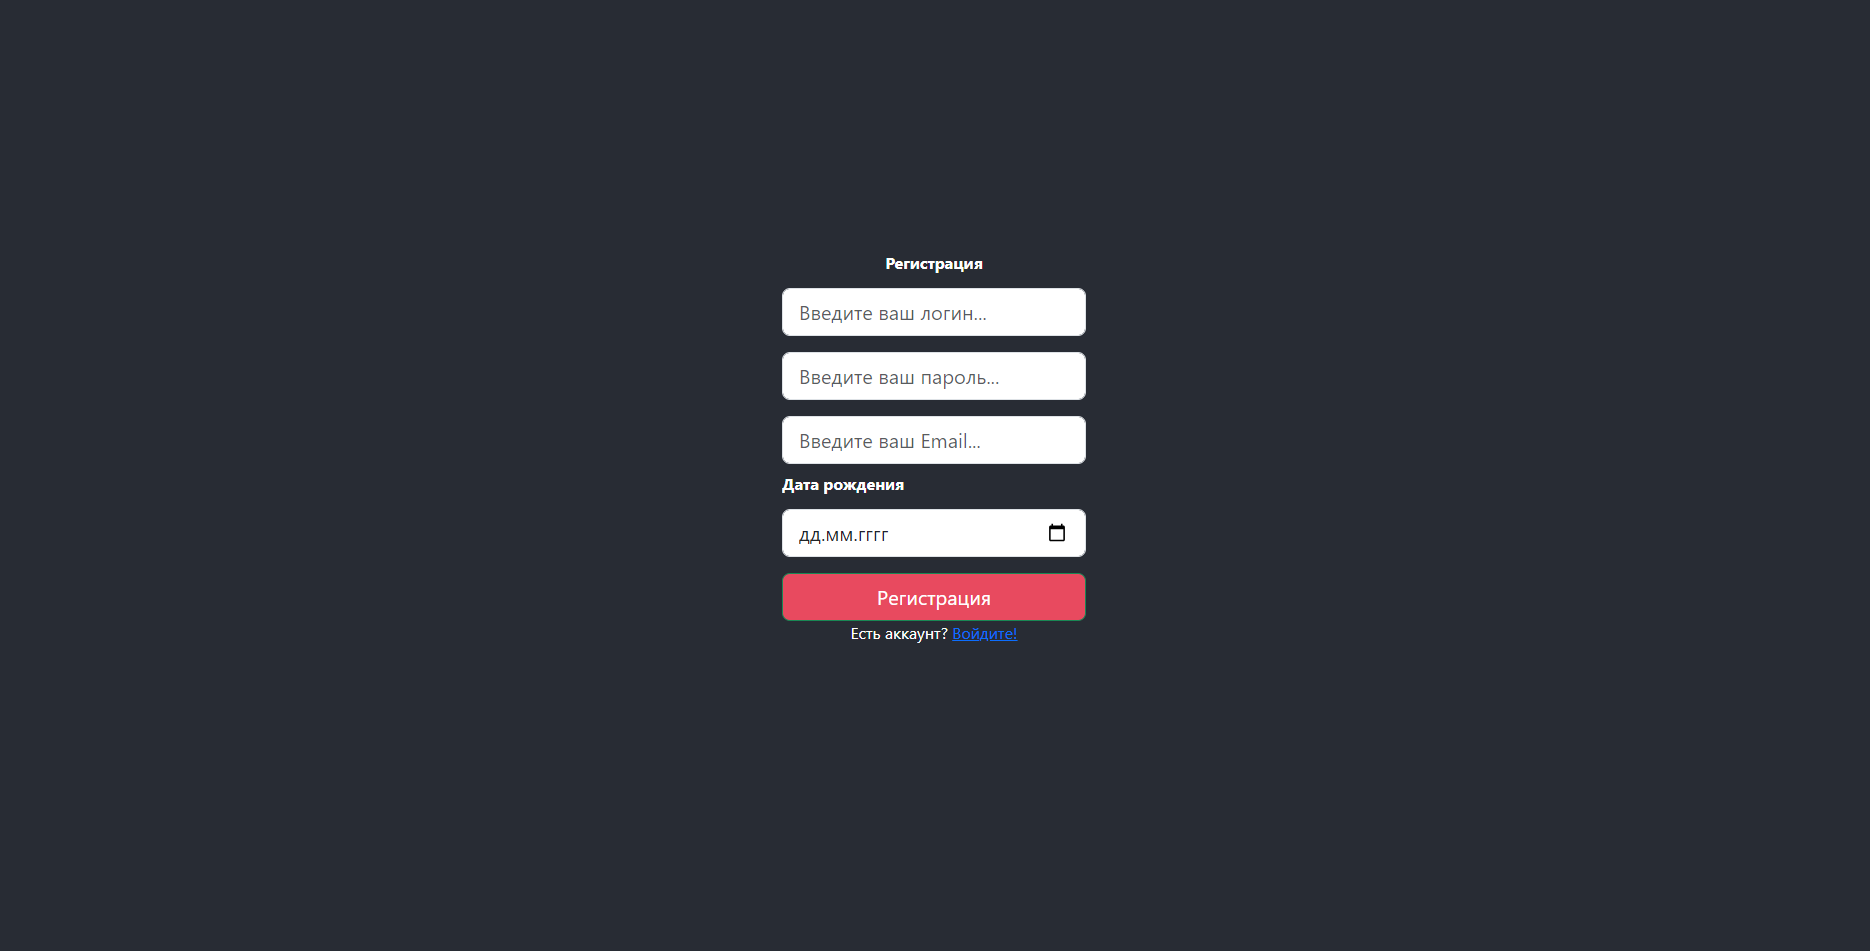 Регистрация
Введите ваш логин...
Введите ваш пароль...
Введите ваш Email...
Дата рождения
дд.мм.гггг
Регистрация
Есть аккаунт? Войдите!